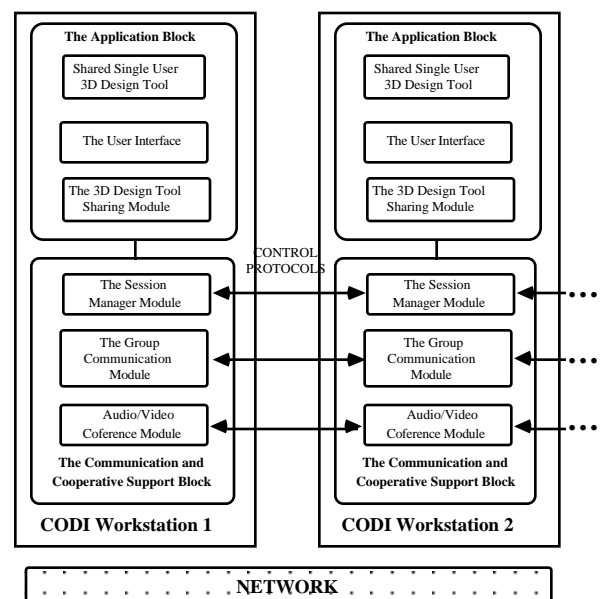 The Application Block
Shared Single User
3D Design Tool
The User Interface
The 3D Design Tool
Sharing Module
The Session
Manager Module
The Group
Communication
Module
Audio/Video
Coference Module
The Communication and
Cooperative Support Block
CODI Workstation 1
CONTROL
PROTOCOLS
The Application Block
Shared Single User
3D Design Tool
The User Interface
The 3D Design Tool
Sharing Module
The Session
Manager Module
The Group
Communication
Module
Audio/Video
Coference Module
The Communication and
Cooperative Support Block
CODI Workstation 2
NETWORK